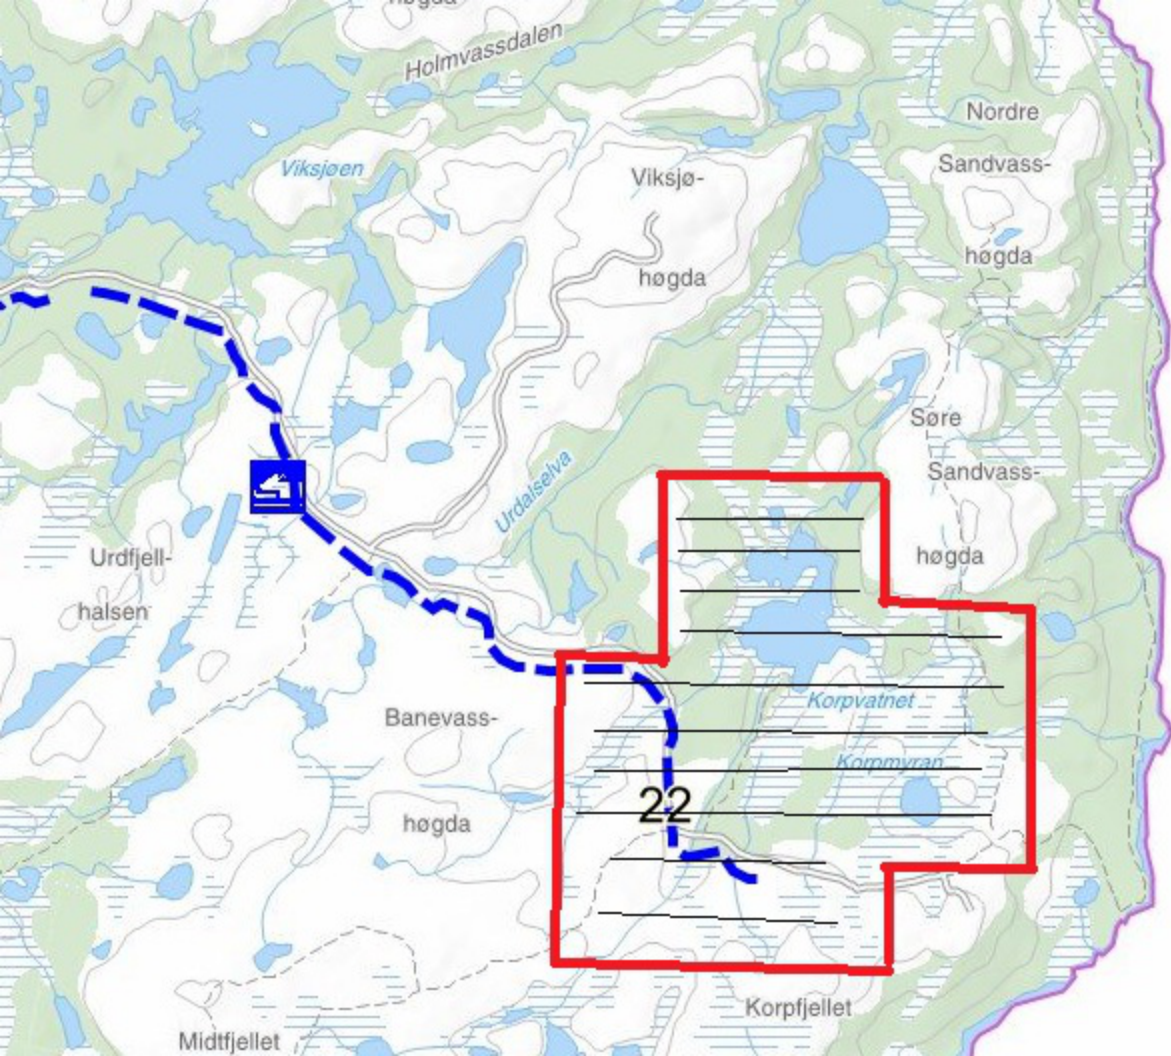 høgda
Holmvassdalen
Nordre
Sandvass-
høgda
Viksjøen
Viksjø-
høgda
Søre
Sandvass-
høgda
Urdalselva
Urdfjell-
halsen
Banevass-
høgda
Korpvatnet
Korpmyran
22
Korpfjellet
Midtfjellet